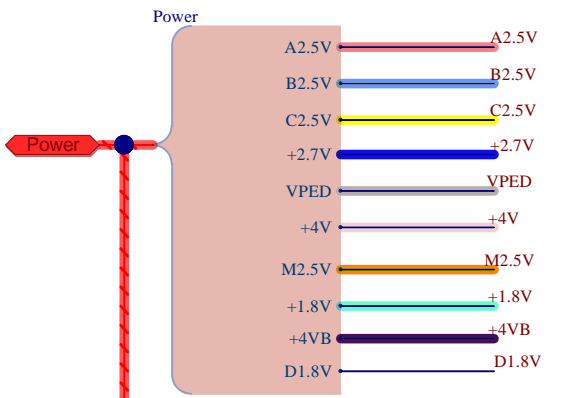 Power
A2.5V A2.5V
B2.5V B2.5V
C2.5V C2.5V
Power +2.7V +2.7V
VPED VPED
+4V +4V
M2.5V M2.5V
+1.8V +1.8V
+4VB +4VB
D1.8V D1.8V